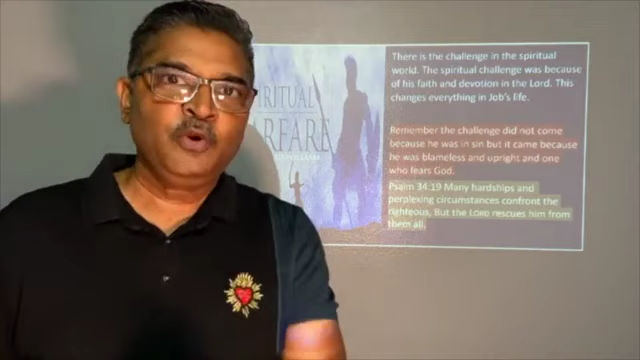 SPIRITUAL
WARFARE
There is the challenge in the spiritual
world. The spiritual challenge was because
of his faith and devotion in the Lord. This
changes everything in Job's life.
Remember the challenge did not come
because he was in sin but it came because
he was blameless and upright and one
who fears God.
Psalm 34:19 Many hardships and
perplexing circumstances confront the
righteous, But the LORD rescues him from
them all.